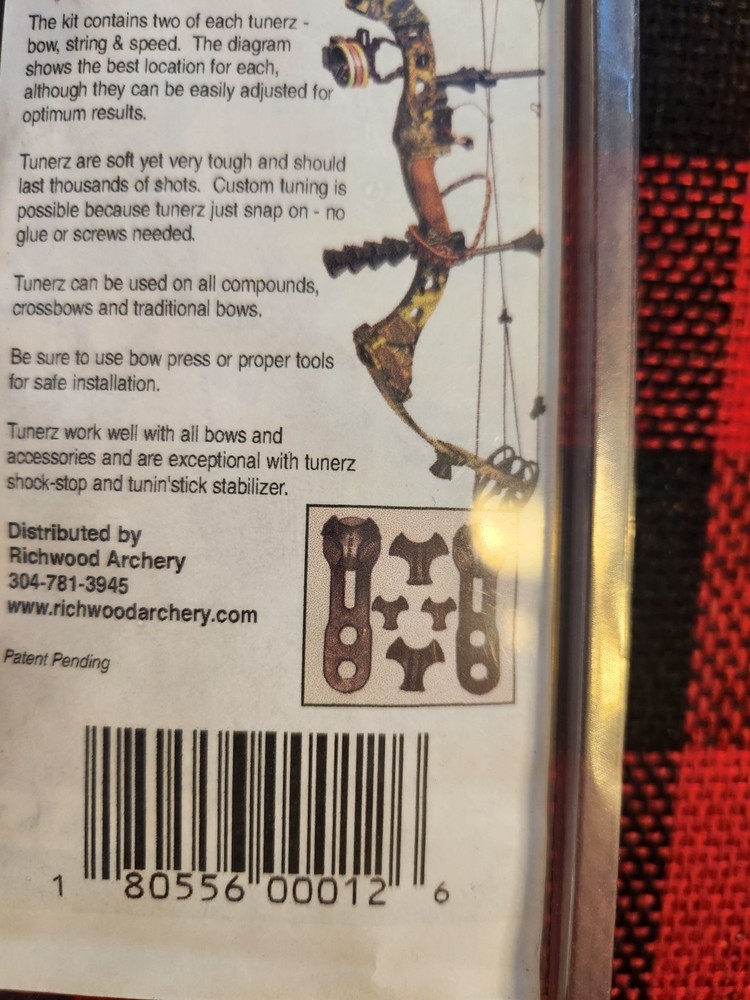 The kit contains two of each tunerz -
bow, string & speed. The diagram
shows the best location for each,
although they can be easily adjusted for
optimum results.
Tunerz are soft yet very tough and should
last thousands of shots. Custom tuning is
possible because tunerz just snap on - no
glue or screws needed.
Tunerz can be used on all compounds,
crossbows and traditional bows.
Be sure to use bow press or proper tools
for safe installation.
Tunerz work well with all bows and
accessories and are exceptional with tunerz
shock-stop and tunin'stick stabilizer.
Distributed by
Richwood Archery
304-781-3945
www.richwoodarchery.com
Patent Pending
1 80556 00012 6